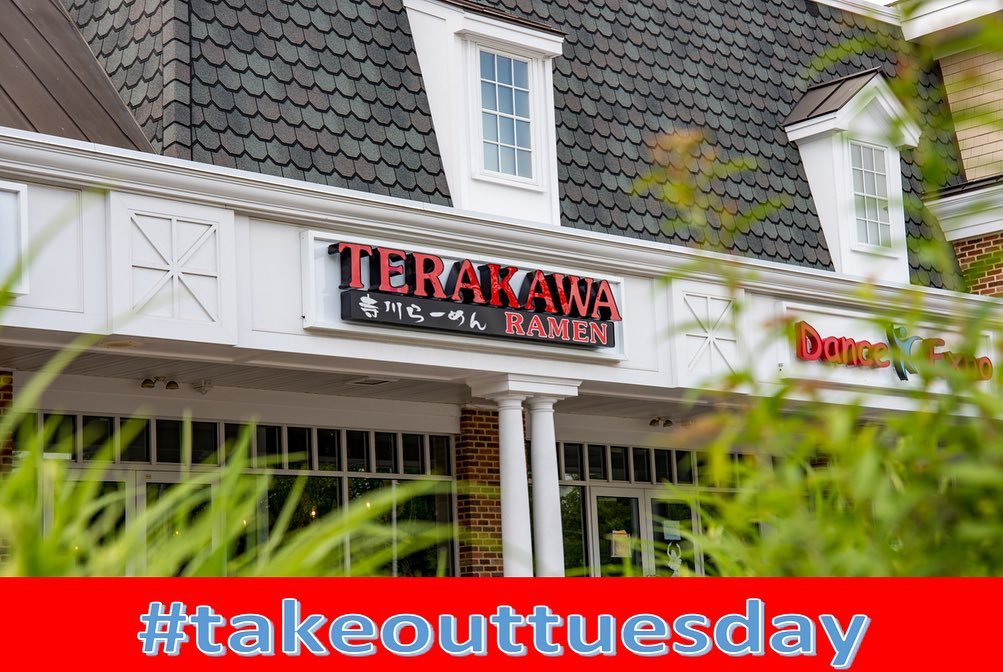 TERAKAWA
寺川らーめん RAMEN
Dance Expo
#takeouttuesday